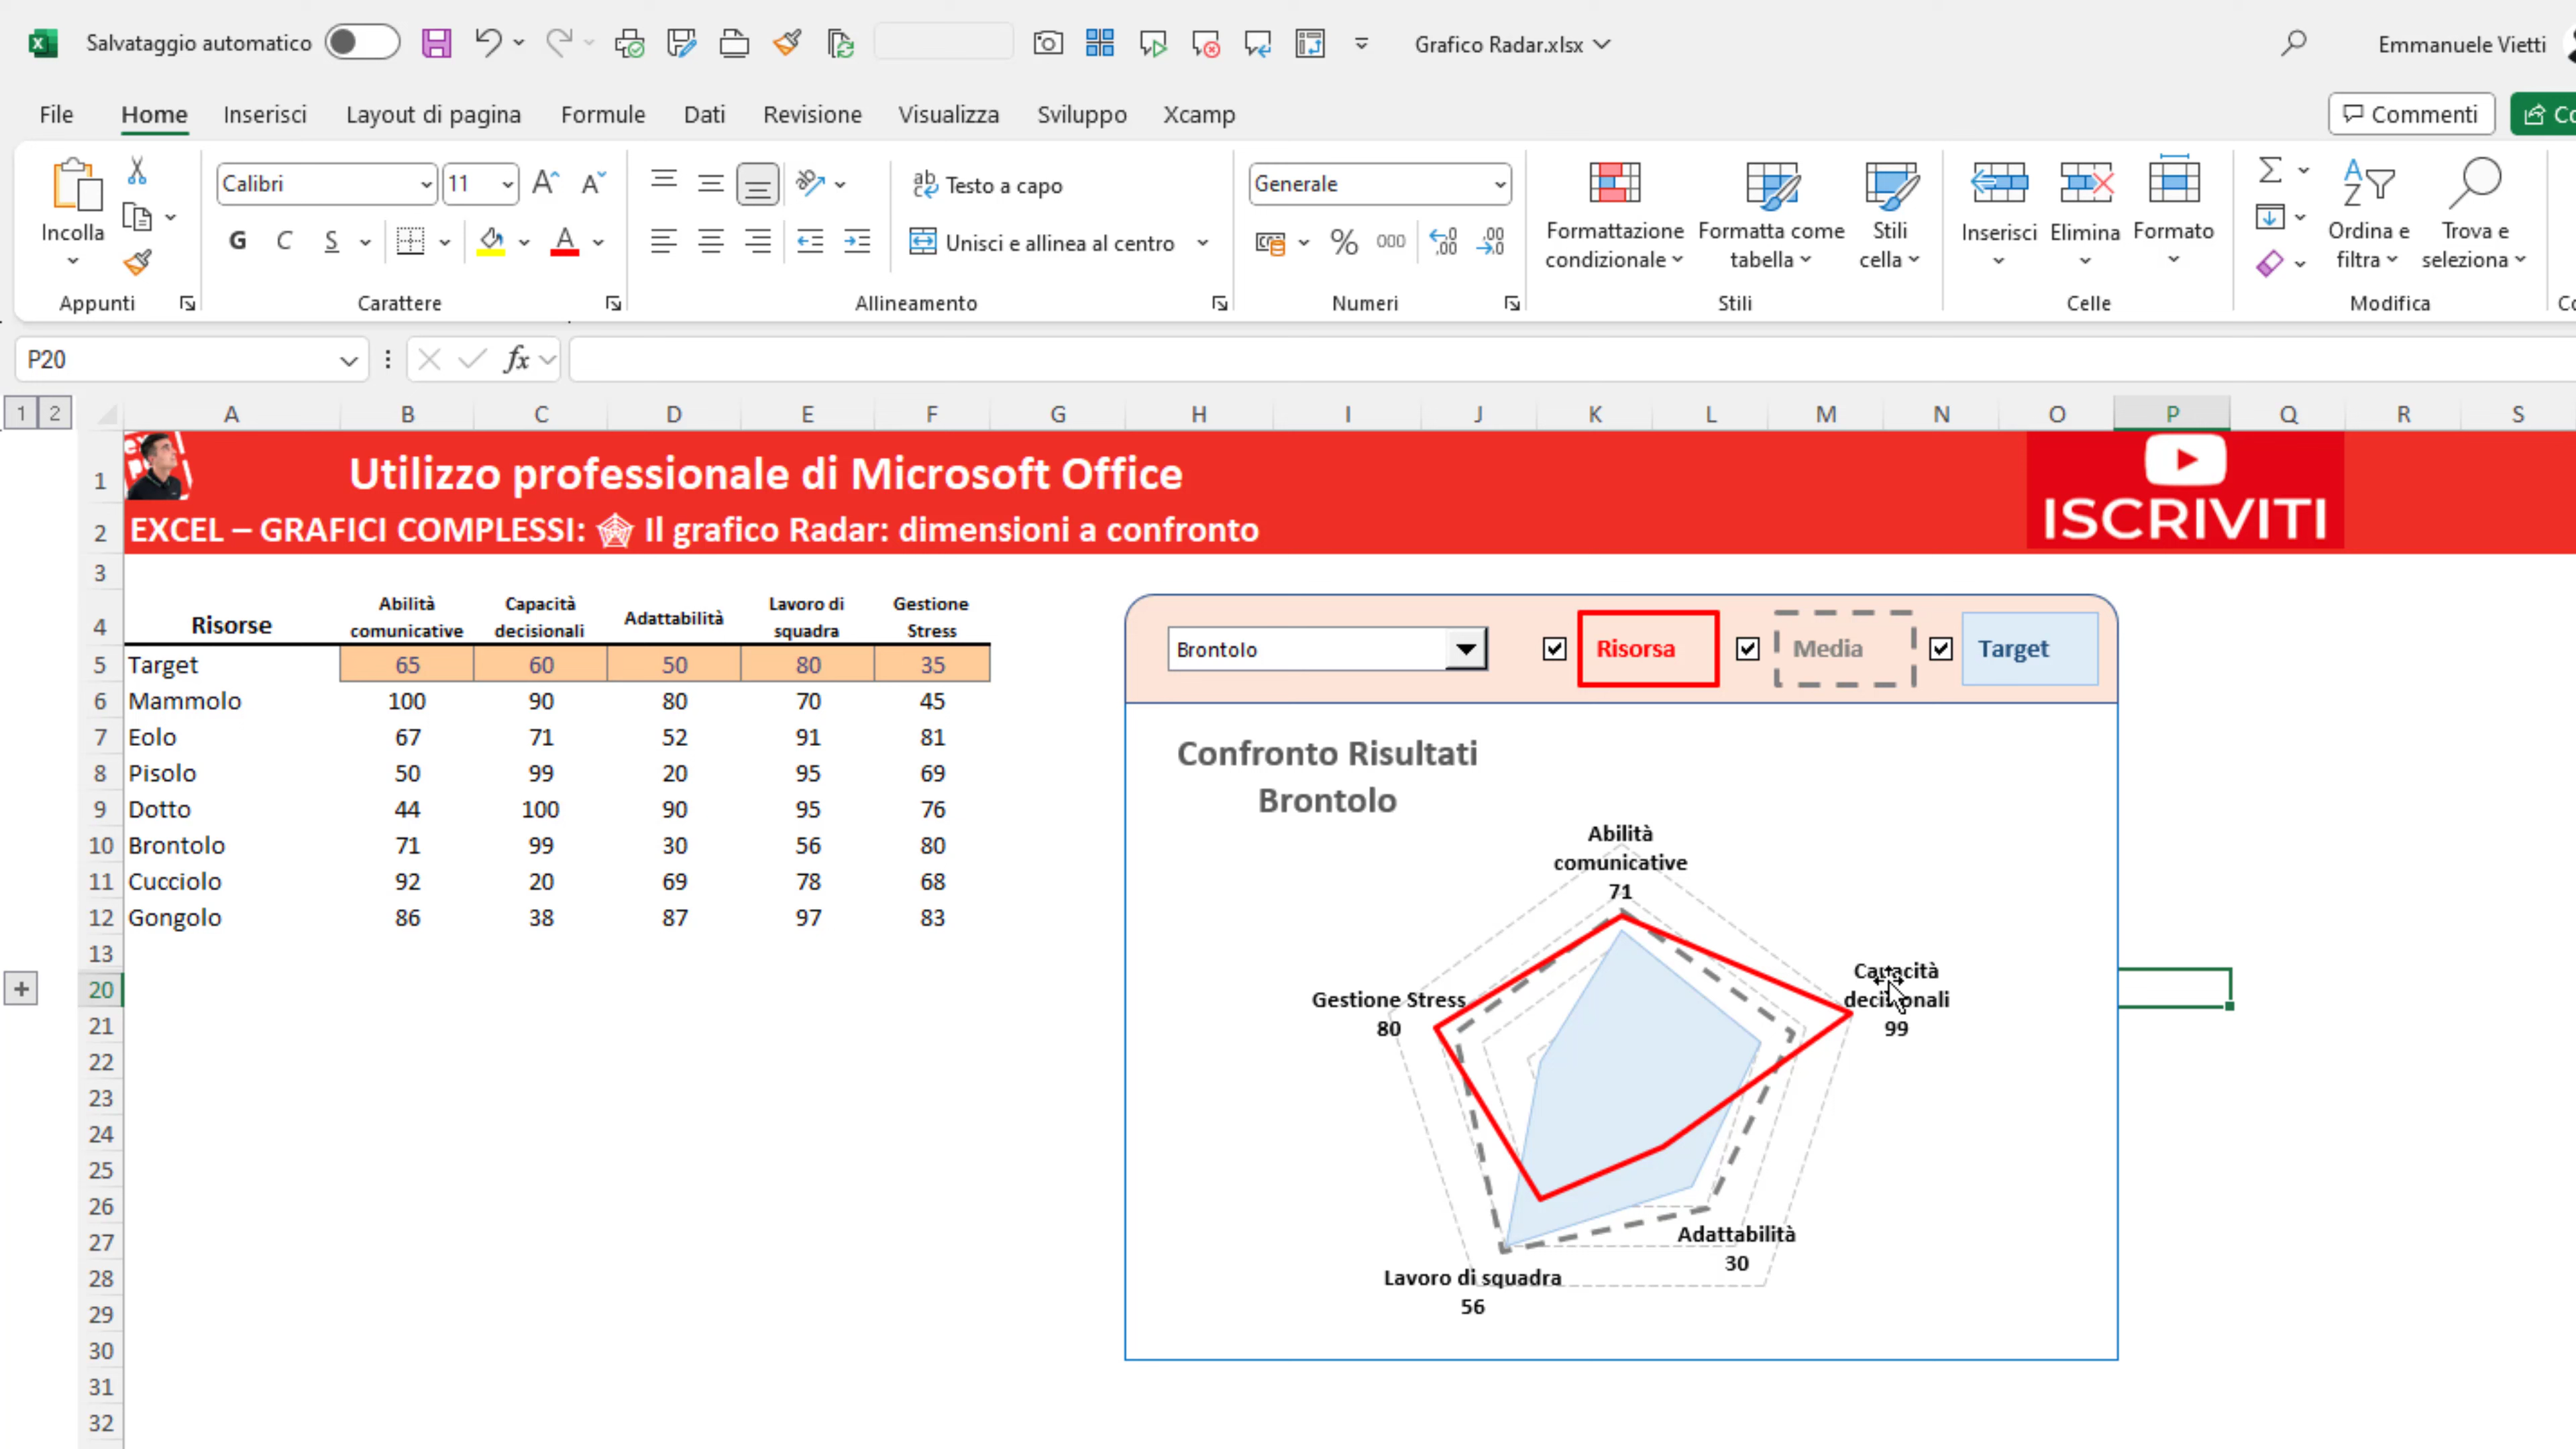 Salvataggio automatico
Grafico Radar.xlsx
Emmanuele Vietti
File Home Inserisci Layout di pagina Formule Dati Revisione Visualizza Sviluppo Xcamp
Commenti
Incolla
Calibri 11
G C S
Testo a capo
Unisci e allinea al centro
Generale
% 000
Formattazione condizionale
Formatta come tabella
Stili cella
Inserisci Elimina Formato
Ordina e filtra
Trova e seleziona
Appunti Carattere Allineamento Numeri Stili Celle Modifica
P20 fx
1 2 A B C D E F G H I J K L M N O P Q R S
1 Utilizzo professionale di Microsoft Office
ISCRIVITI
2 EXCEL – GRAFICI COMPLESSI: Il grafico Radar: dimensioni a confronto
3
4 Risorse Abilità comunicative Capacità decisionali Adattabilità Lavoro di squadra Gestione Stress
5 Target 65 60 50 80 35
6 Mammolo 100 90 80 70 45
7 Eolo 67 71 52 91 81
8 Pisolo 50 99 20 95 69
9 Dotto 44 100 90 95 76
10 Brontolo 71 99 30 56 80
11 Cucciolo 92 20 69 78 68
12 Gongolo 86 38 87 97 83
13
20
21
22
23
24
25
26
27
28
29
30
31
32
Brontolo Risorsa Media Target
Confronto Risultati
Brontolo
Abilità
comunicative
71
Capacità
decisionali
99
Gestione Stress
80
Adattabilità
30
Lavoro di squadra
56